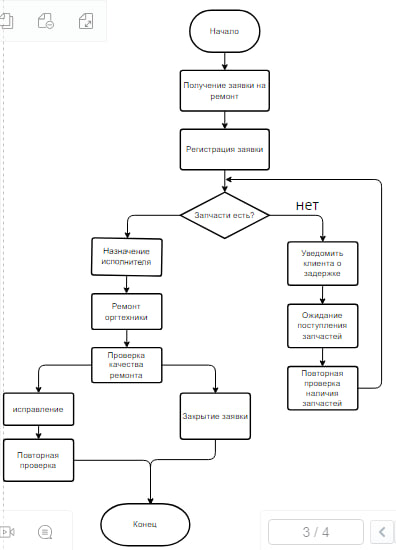 Начало
Получение заявки на
ремонт
Регистрация заявки
Запчасти есть?
нет
Назначение
исполнителя
Уведомить
клиента о
задержке
Ремонт
оргтехники
Ожидание
поступления
запчастей
Проверка
качества
ремонта
Повторная
проверка
наличия
запчастей
исправление
Закрытие заявки
Повторная
проверка
Конец
3 / 4